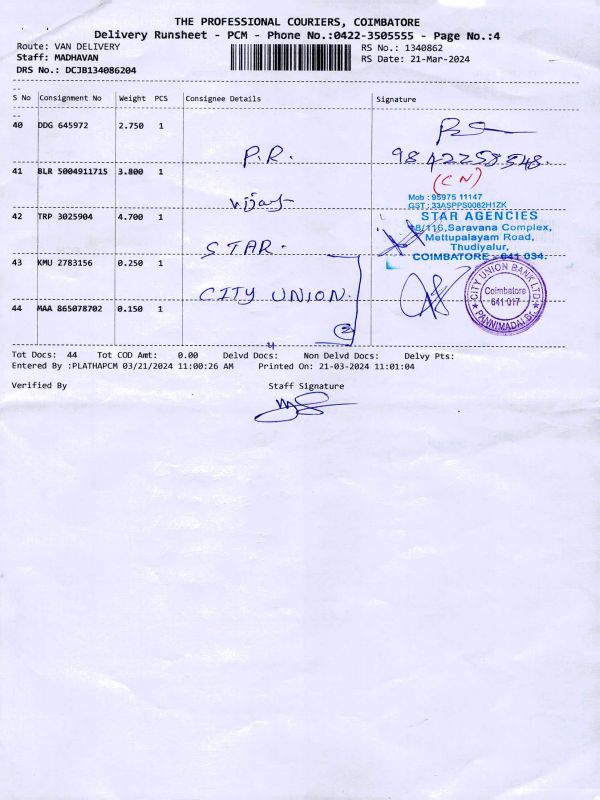 THE PROFESSIONAL COURIERS, COIMBATORE
Delivery Runsheet - PCM - Phone No.:0422-3505555 - Page No.:4
Route: VAN DELIVERY
RS No.: 1340862
Staff: MADHAVAN
RS Date: 21-Mar-2024
DRS No.: DCJB134086204
S No Consignment No Weight PCS Consignee Details Signature
40 DDG 645972 2.750 1
P.R.
98 42258348.
41 BLR 5004911715 3.800 1
(CN)
Vijay
Mob : 95975 11147
GST : 33ASPPS0082H1ZK
42 TRP 3025904 4.700 1
STAR AGENCIES
8/116, Saravana Complex,
Mettupalayam Road,
Thudiyalur,
STAR.
COIMBATORE - 641 034.
43 KMU 2783156 0.250 1
CITY UNION BANK LTD
Coimbatore
641 017
PANNIMADAI BR.
CITY UNION.
44 MAA 865078702 0.150 1
2
Tot Docs: 44 Tot COD Amt: 0.00 Delvd Docs: Non Delvd Docs: Delvy Pts:
Entered By :PLATHAPCM 03/21/2024 11:00:26 AM Printed On: 21-03-2024 11:01:04
Verified By Staff Signature